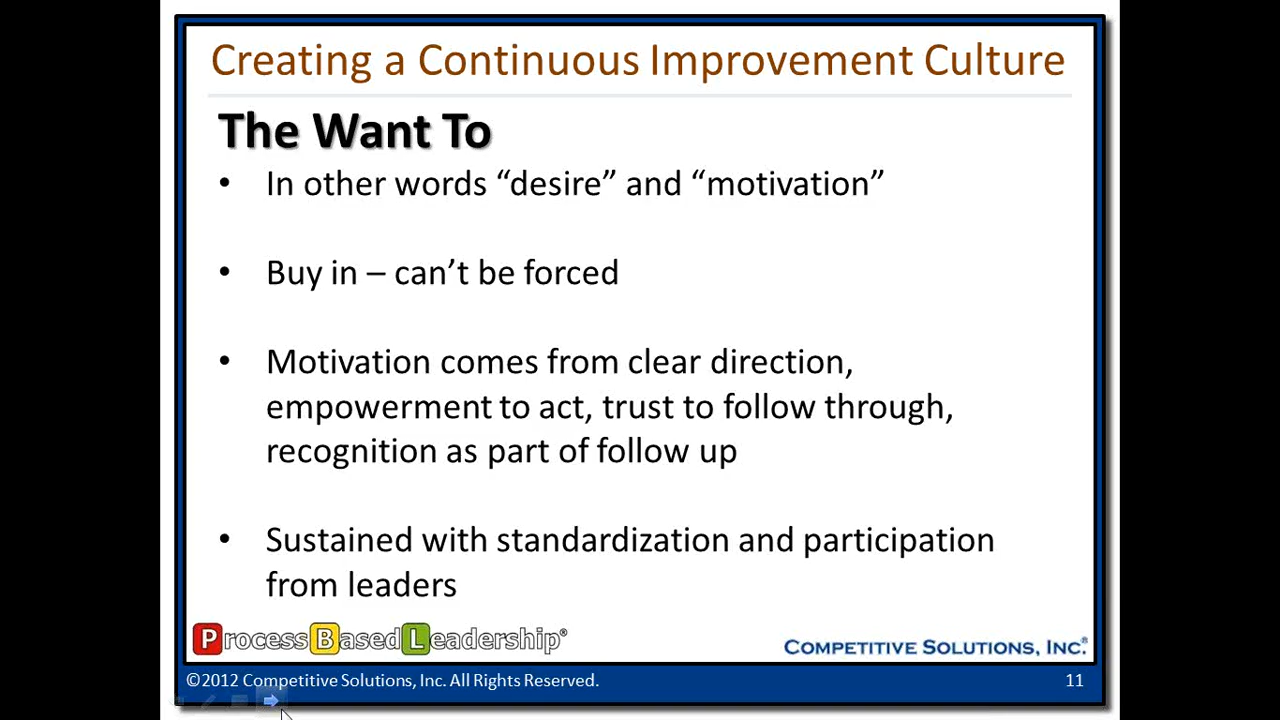 Creating a Continuous Improvement Culture
The Want To
• In other words “desire” and “motivation”
• Buy in – can’t be forced
• Motivation comes from clear direction,
empowerment to act, trust to follow through,
recognition as part of follow up
• Sustained with standardization and participation
from leaders
Process Based Leadership®
COMPETITIVE SOLUTIONS, INC.®
©2012 Competitive Solutions, Inc. All Rights Reserved.
11